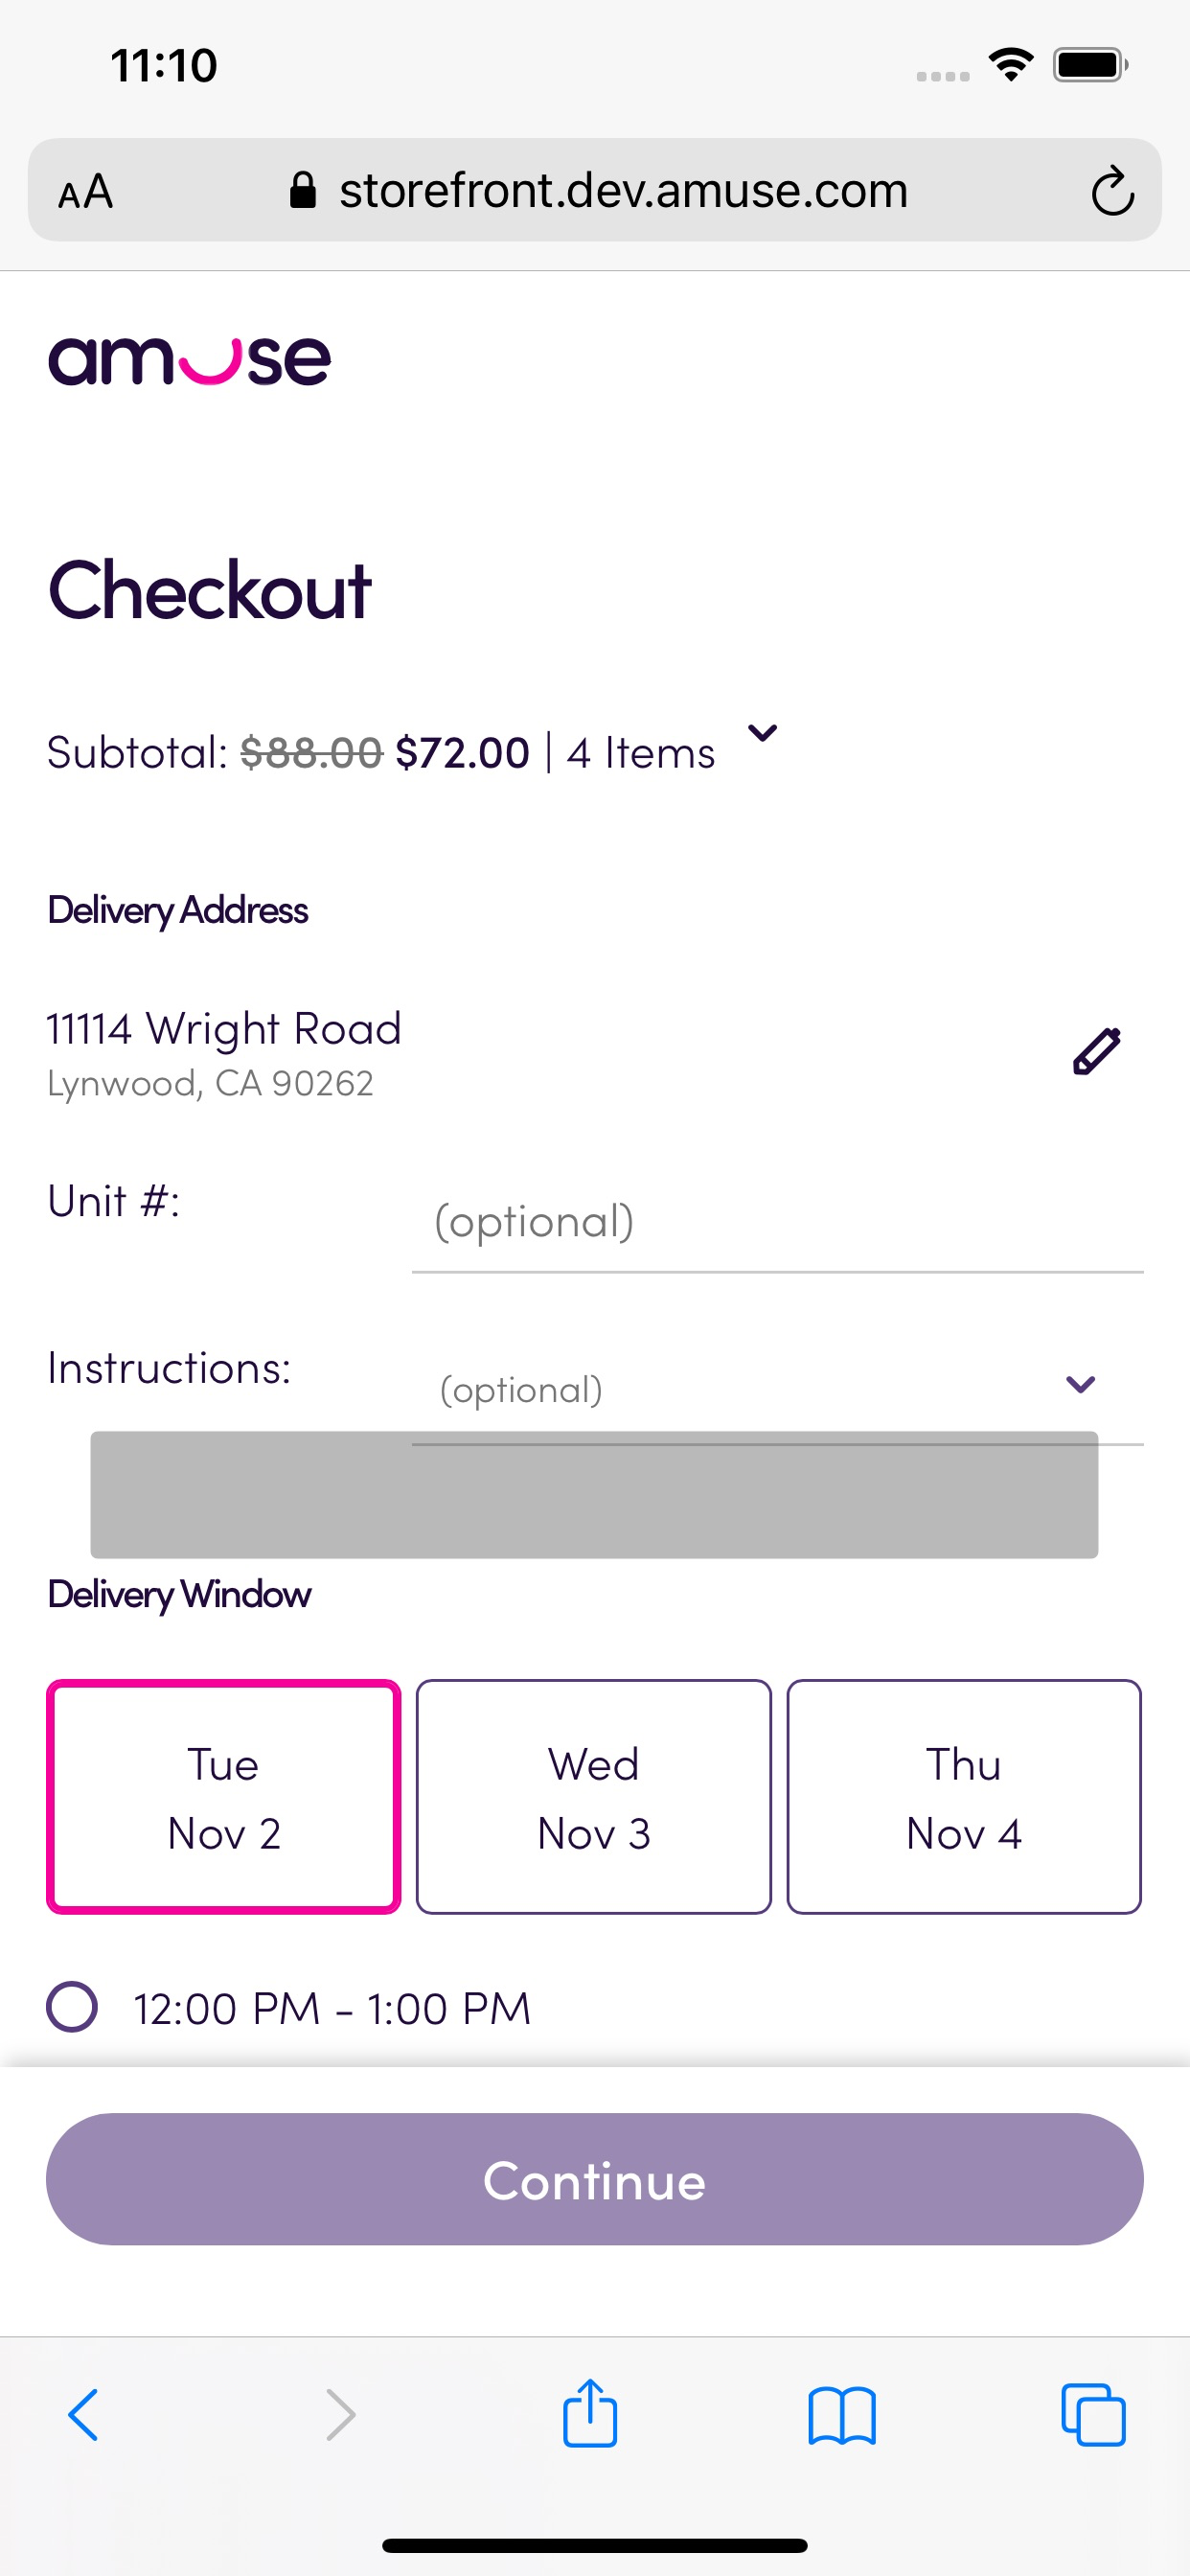 11:10
AA storefront.dev.amuse.com
amuse
Checkout
Subtotal: $88.00 $72.00 | 4 Items
Delivery Address
11114 Wright Road
Lynwood, CA 90262
Unit #: (optional)
Instructions: (optional)
Delivery Window
Tue Wed Thu
Nov 2 Nov 3 Nov 4
12:00 PM - 1:00 PM
Continue